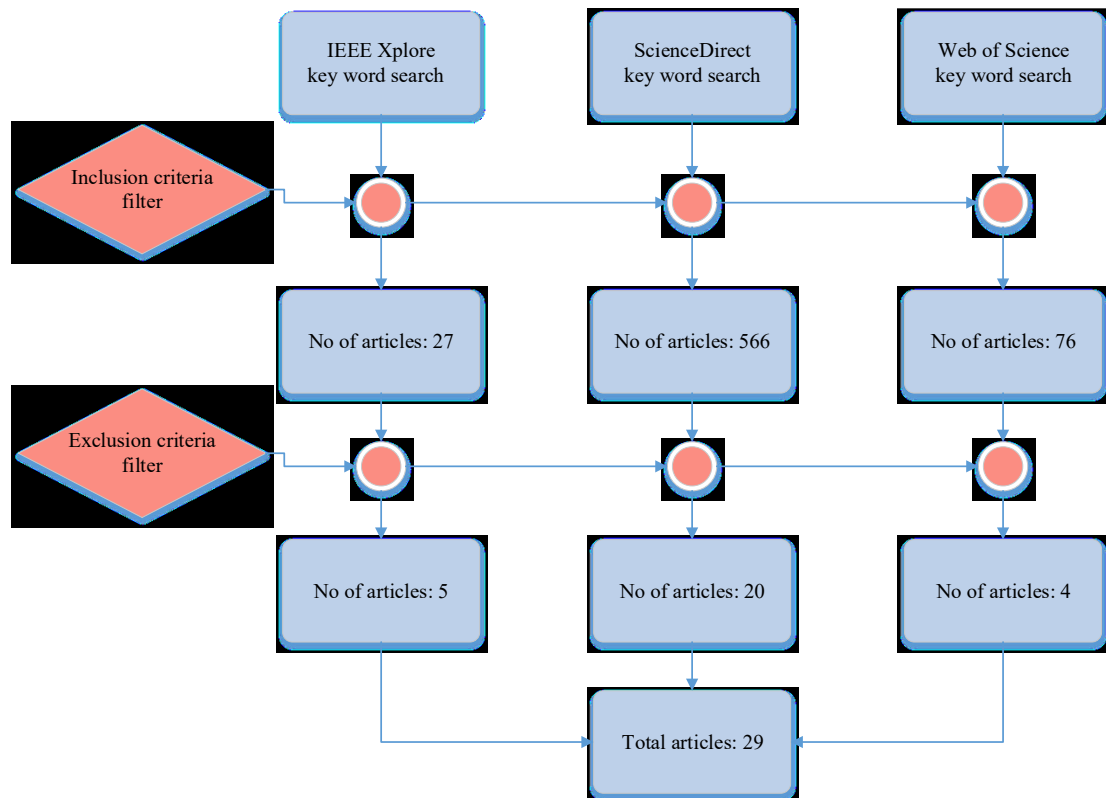 IEEE Xplore
key word search
ScienceDirect
key word search
Web of Science
key word search
Inclusion criteria
filter
No of articles: 27
No of articles: 566
No of articles: 76
Exclusion criteria
filter
No of articles: 5
No of articles: 20
No of articles: 4
Total articles: 29